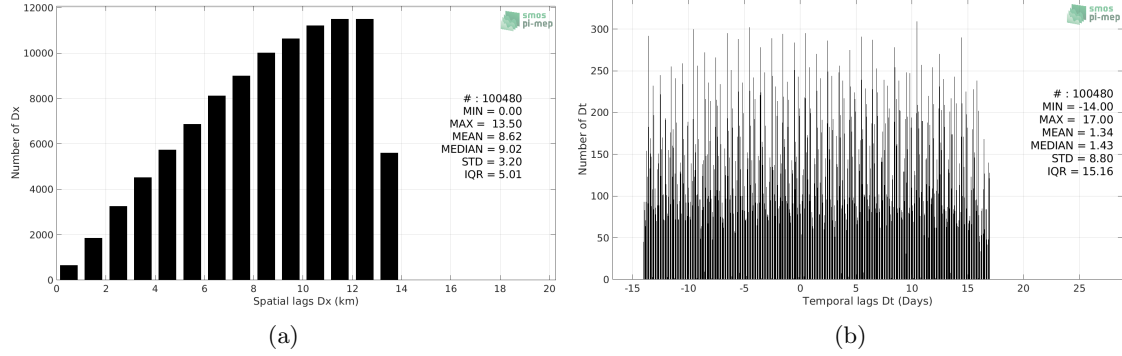 smos
pi-mep
12000
10000
8000
6000
4000
2000
0
Number of Dx
# : 100480
MIN = 0.00
MAX = 13.50
MEAN = 8.62
MEDIAN = 9.02
STD = 3.20
IQR = 5.01
0 2 4 6 8 10 12 14 16 18 20
Spatial lags Dx (km)
(a)
smos
pi-mep
300
250
200
150
100
50
0
Number of Dt
# : 100480
MIN = -14.00
MAX = 17.00
MEAN = 1.34
MEDIAN = 1.43
STD = 8.80
IQR = 15.16
-15 -10 -5 0 5 10 15 20 25
Temporal lags Dt (Days)
(b)